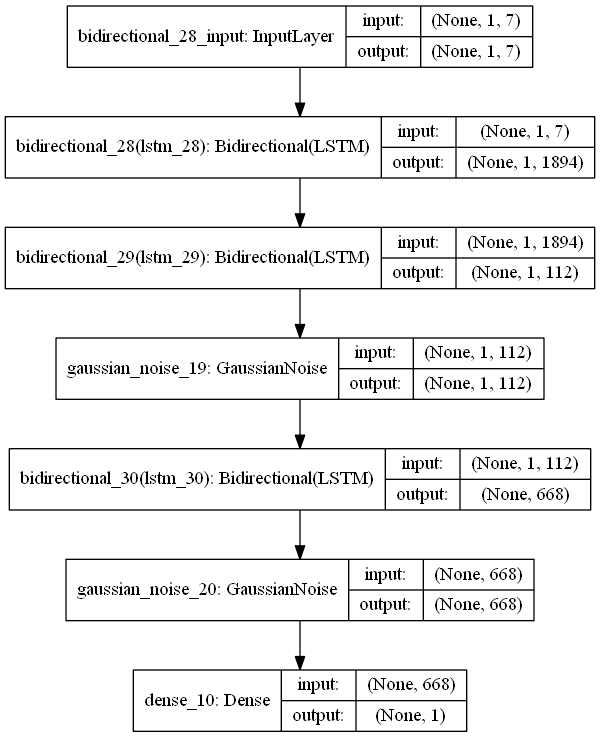 bidirectional_28_input: InputLayer input: (None, 1, 7)
output: (None, 1, 7)
bidirectional_28(lstm_28): Bidirectional(LSTM) input: (None, 1, 7)
output: (None, 1, 1894)
bidirectional_29(lstm_29): Bidirectional(LSTM) input: (None, 1, 1894)
output: (None, 1, 112)
gaussian_noise_19: GaussianNoise input: (None, 1, 112)
output: (None, 1, 112)
bidirectional_30(lstm_30): Bidirectional(LSTM) input: (None, 1, 112)
output: (None, 668)
gaussian_noise_20: GaussianNoise input: (None, 668)
output: (None, 668)
dense_10: Dense input: (None, 668)
output: (None, 1)